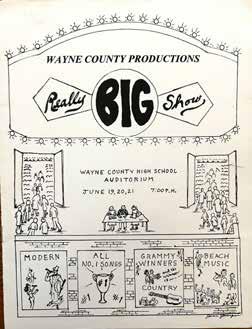 WAYNE COUNTY PRODUCTIONS
Really BIG Show
WAYNE COUNTY HIGH SCHOOL
AUDITORIUM
JUNE 19, 20, 21 7:00 P.M.
MODERN
ALL
NO. 1 SONGS
#1
GRAMMY
WINNERS
COUNTRY
BEACH
MUSIC